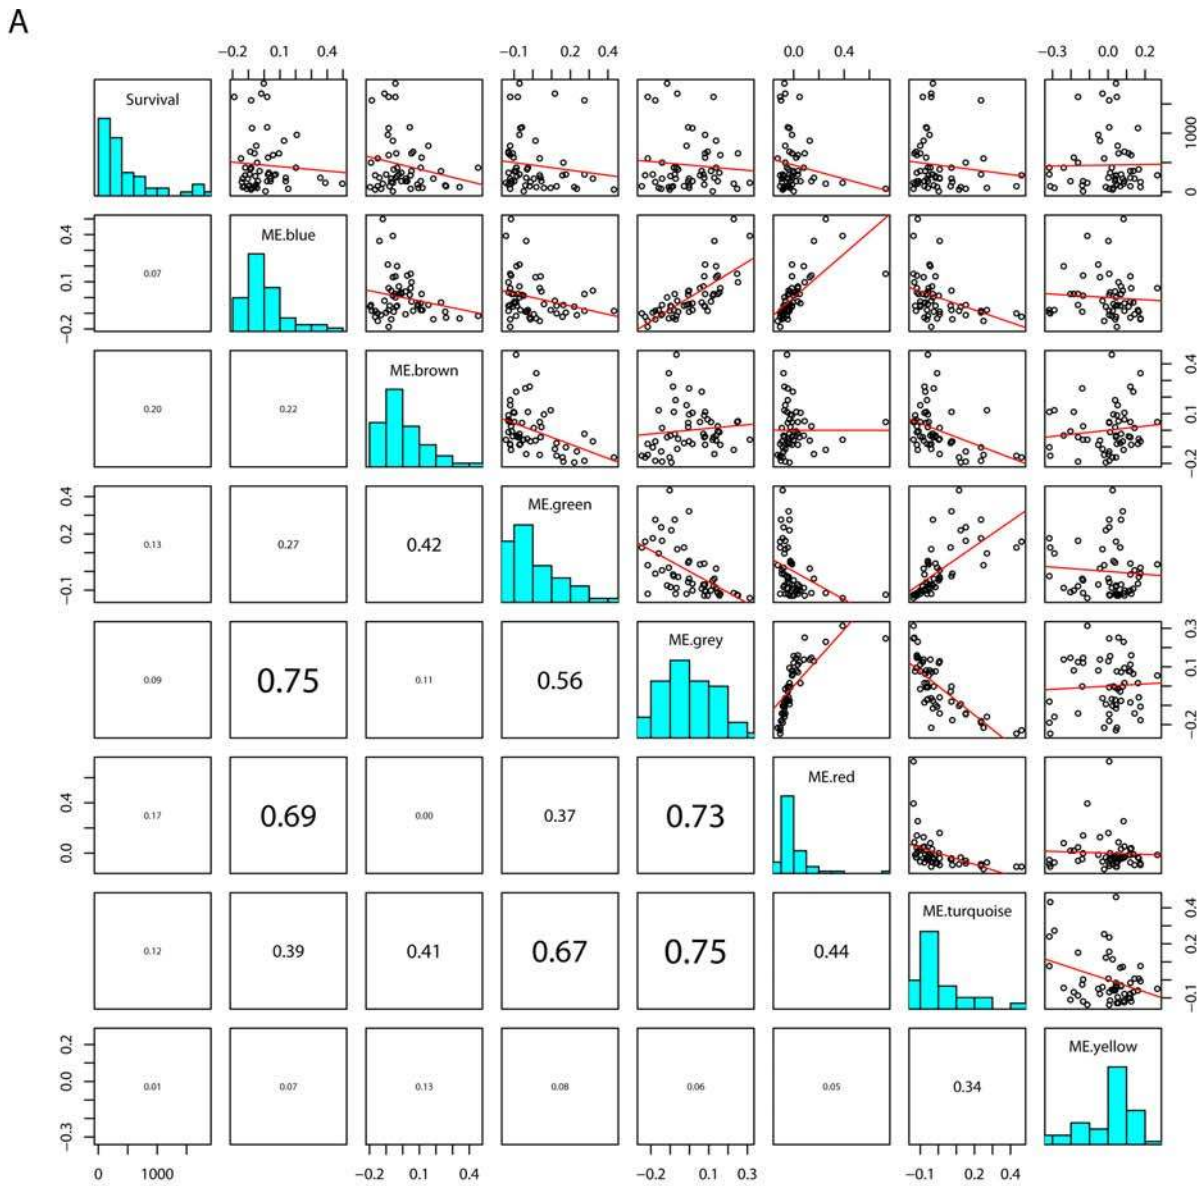 A
−0.2 0.1 0.4
−0.1 0.2 0.4
0.0 0.4
−0.3 0.0 0.2
Survival
0 1000
ME.blue
−0.2 0.1 0.4
0.07
ME.brown
−0.2 0.1 0.4
0.20 0.22
ME.green
−0.1 0.2 0.4
0.13 0.27 0.42
ME.grey
−0.2 0.1 0.3
0.09 0.75 0.11 0.56
ME.red
0.0 0.4
0.17 0.69 0.00 0.37 0.73
ME.turquoise
−0.1 0.2 0.4
0.12 0.39 0.41 0.67 0.75 0.44
ME.yellow
−0.3 0.0 0.2
0.01 0.07 0.13 0.08 0.06 0.05 0.34
0 1000
−0.2 0.1 0.4
−0.2 0.1 0.3
−0.1 0.2 0.4